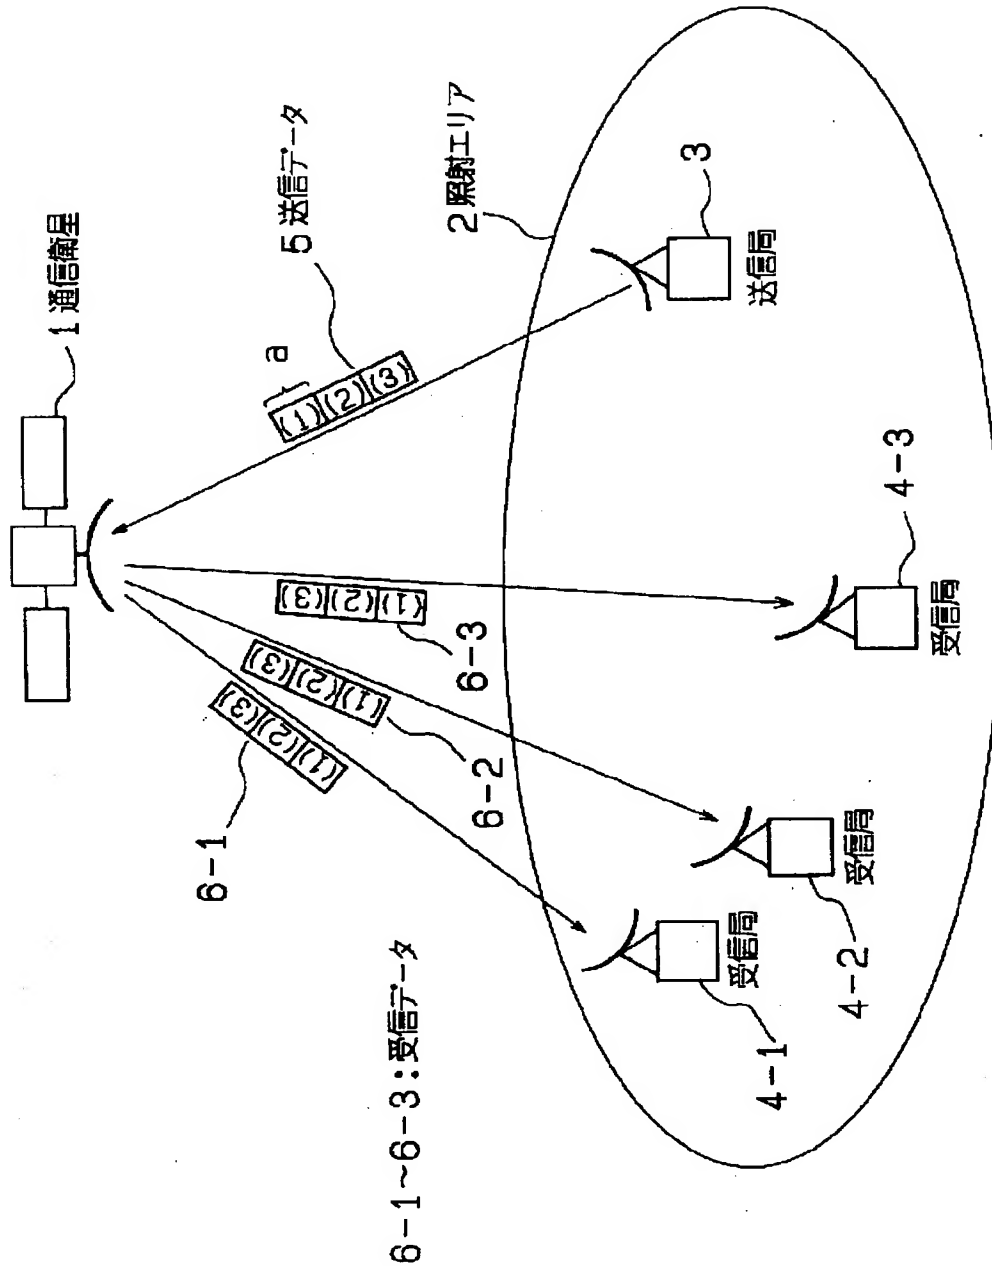 1 通信衛星
5 送信データ
a
(1)(2)(3)
2 照射エリア
3
送信局
6-1
(1)(2)(3)
6-2
(1)(2)(3)
6-3
(1)(2)(3)
4-1
受信局
4-2
受信局
4-3
受信局
6-1~6-3:受信データ